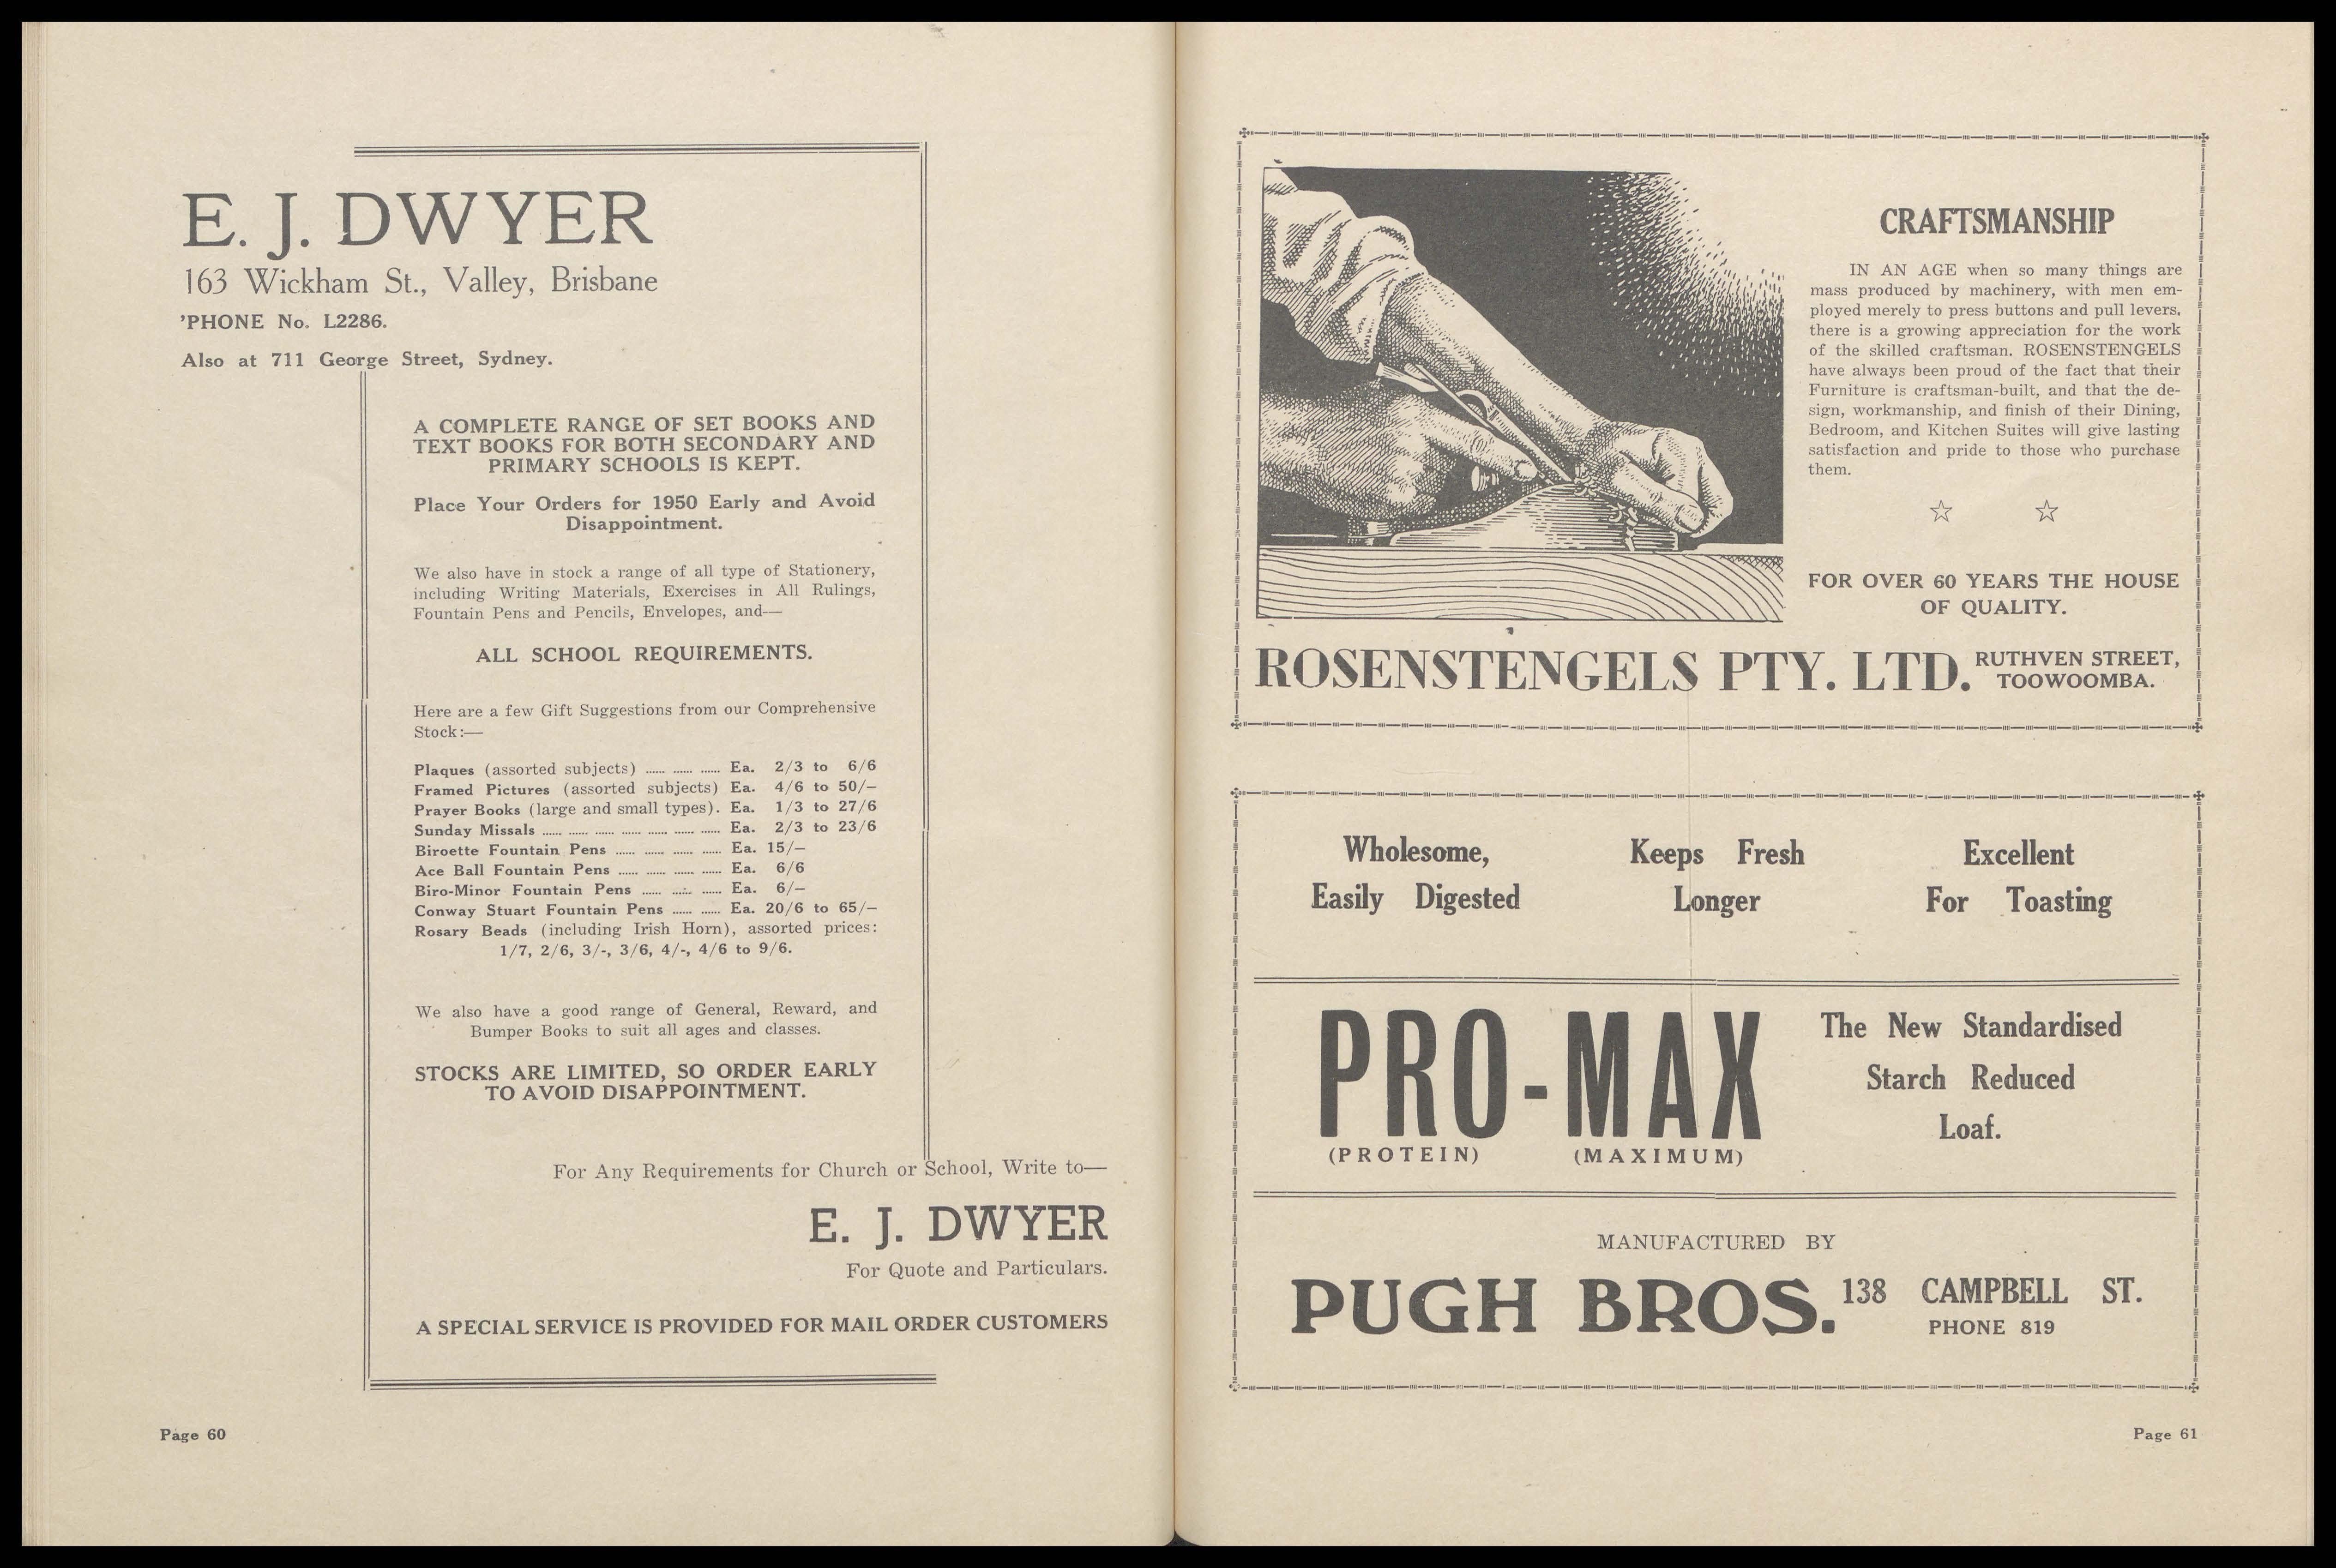 E. J. DWYER
163 Wickham St., Valley, Brisbane
'PHONE No. L2286.
Also at 711 George Street, Sydney.
A COMPLETE RANGE OF SET BOOKS AND
TEXT BOOKS FOR BOTH SECONDARY AND
PRIMARY SCHOOLS IS KEPT.
Place Your Orders for 1950 Early and Avoid
Disappointment.
We also have in stock a range of all type of Stationery,
including Writing Materials, Exercises in All Rulings,
Fountain Pens and Pencils, Envelopes, and—
ALL SCHOOL REQUIREMENTS.
Here are a few Gift Suggestions from our Comprehensive
Stock:—
Plaques (assorted subjects) ...... ...... ...... Ea. 2/3 to 6/6
Framed Pictures (assorted subjects) Ea. 4/6 to 50/–
Prayer Books (large and small types). Ea. 1/3 to 27/6
Sunday Missals ...... ...... ...... ...... ...... ...... ...... Ea. 2/3 to 23/6
Biroette Fountain Pens ...... ...... ...... ...... Ea. 15/–
Ace Ball Fountain Pens ...... ...... ...... ...... Ea. 6/6
Biro-Minor Fountain Pens ...... ...... ...... Ea. 6/–
Conway Stuart Fountain Pens ...... ...... Ea. 20/6 to 65/–
Rosary Beads (including Irish Horn), assorted prices:
1/7, 2/6, 3/-, 3/6, 4/-, 4/6 to 9/6.
We also have a good range of General, Reward, and
Bumper Books to suit all ages and classes.
STOCKS ARE LIMITED, SO ORDER EARLY
TO AVOID DISAPPOINTMENT.
For Any Requirements for Church or School, Write to—
E. J. DWYER
For Quote and Particulars.
A SPECIAL SERVICE IS PROVIDED FOR MAIL ORDER CUSTOMERS
Page 60
CRAFTSMANSHIP
IN AN AGE when so many things are
mass produced by machinery, with men em-
ployed merely to press buttons and pull levers,
there is a growing appreciation for the work
of the skilled craftsman. ROSENSTENGELS
have always been proud of the fact that their
Furniture is craftsman-built, and that the de-
sign, workmanship, and finish of their Dining,
Bedroom, and Kitchen Suites will give lasting
satisfaction and pride to those who purchase
them.
☆ ☆
FOR OVER 60 YEARS THE HOUSE
OF QUALITY.
ROSENSTENGELS PTY. LTD. RUTHVEN STREET,
TOOWOOMBA.
Wholesome,
Easily Digested
Keeps Fresh
Longer
Excellent
For Toasting
PRO-MAX
(PROTEIN) (MAXIMUM)
The New Standardised
Starch Reduced
Loaf.
MANUFACTURED BY
PUGH BROS. 138 CAMPBELL ST.
PHONE 819
Page 61